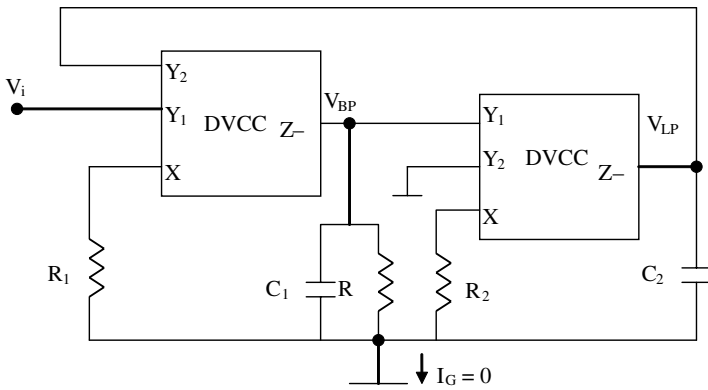 Y2
Vi
Y1
DVCC
Z–
X
VBP
Y1
Y2
DVCC
Z–
X
VLP
R1
C1
R
R2
C2
IG = 0